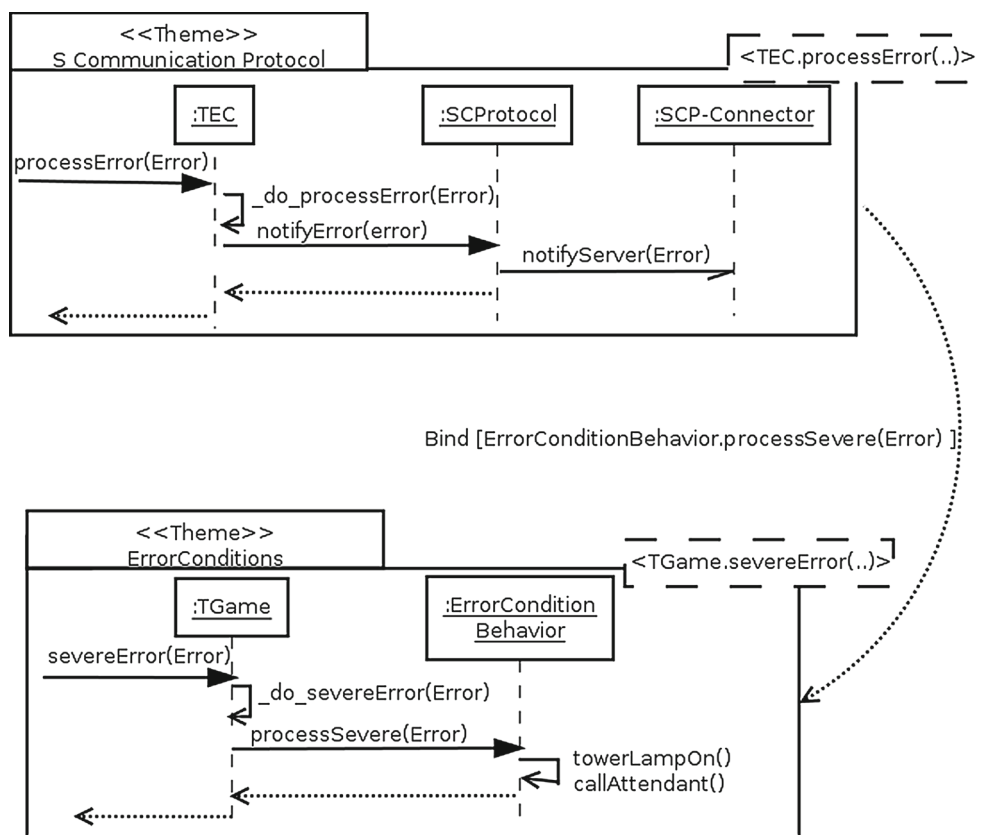 <<Theme>>
S Communication Protocol
<TEC.processError(..)>
:TEC
:SCProtocol
:SCP-Connector
processError(Error)
_do_processError(Error)
notifyError(error)
notifyServer(Error)
Bind [ErrorConditionBehavior.processSevere(Error) ]
<<Theme>>
ErrorConditions
<TGame.severeError(..)>
:TGame
:ErrorCondition
Behavior
severeError(Error)
_do_severeError(Error)
processSevere(Error)
towerLampOn()
callAttendant()